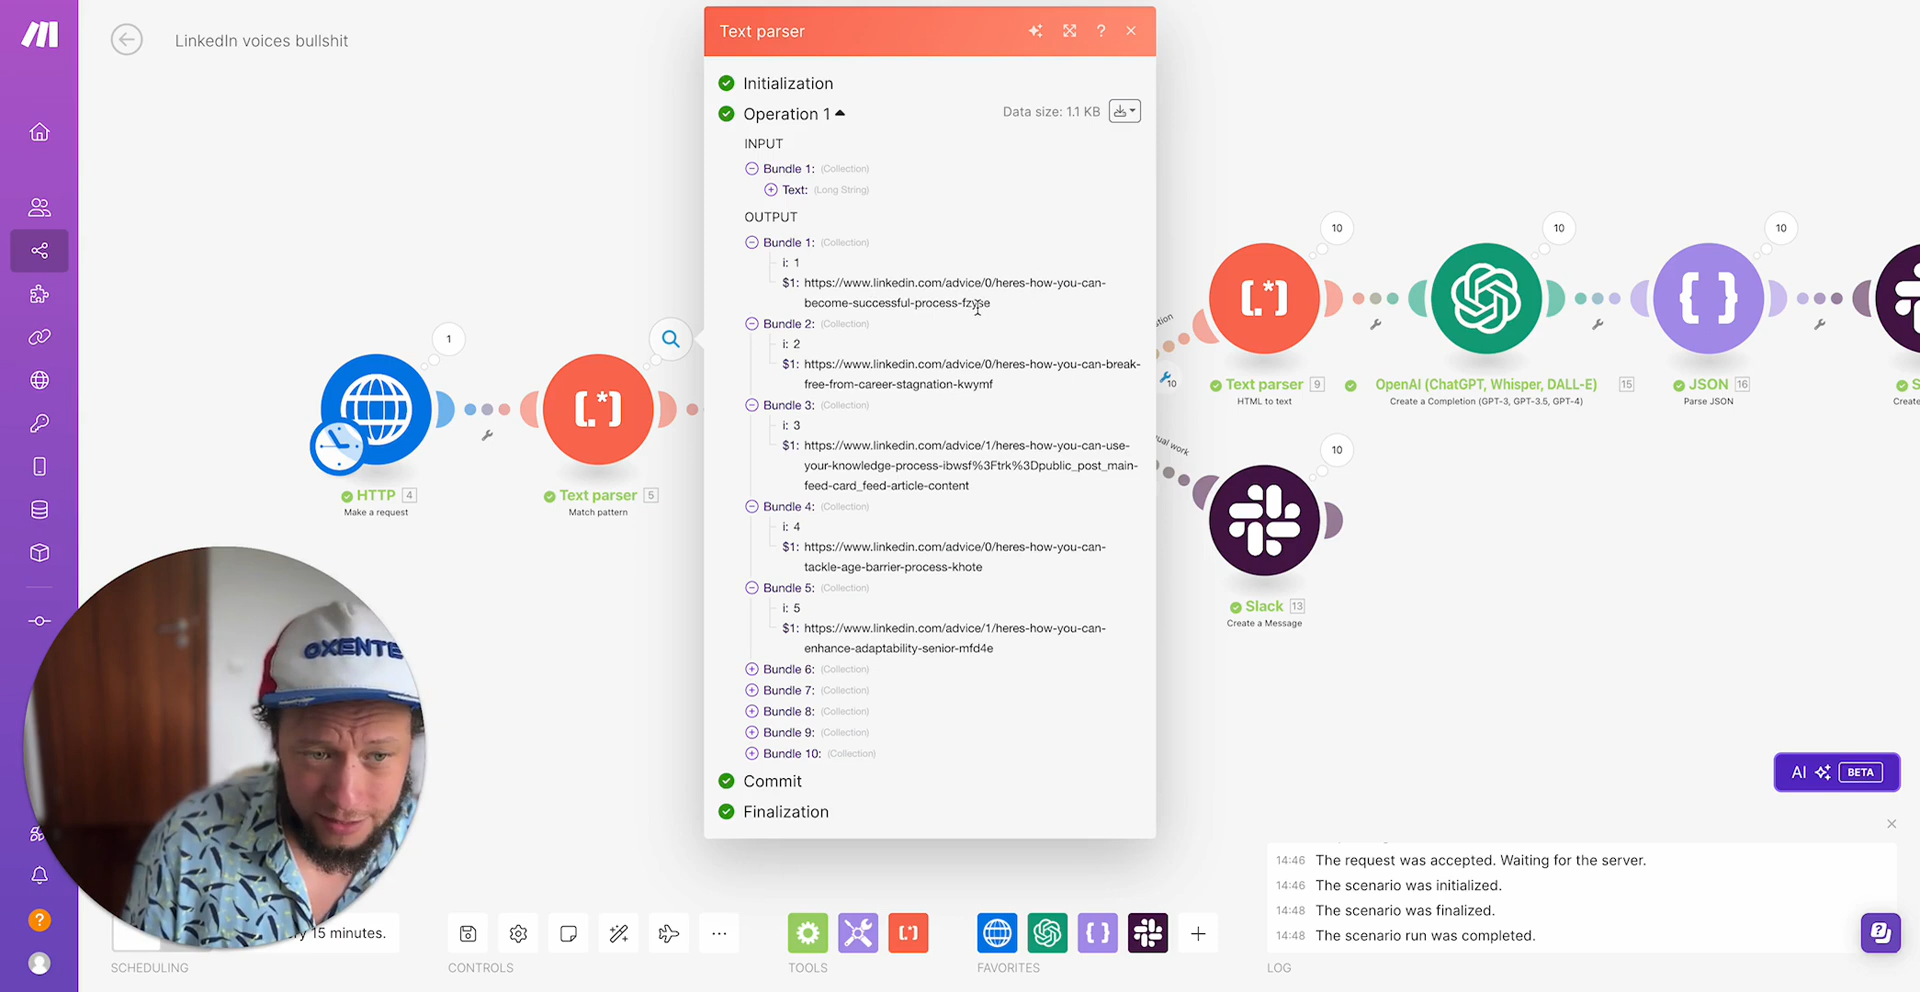 LinkedIn voices bullshit
Text parser
Initialization
Operation 1
Data size: 1.1 KB
INPUT
Bundle 1: (Collection)
Text: (Long String)
OUTPUT
Bundle 1: (Collection)
i: 1
$1: https://www.linkedin.com/advice/0/heres-how-you-can-
Bundle 2: (Collection)
i: 2
$1: https://www.linkedin.com/advice/0/heres-how-you-can-break-
free-from-career-stagnation-kwymf
Bundle 3: (Collection)
i: 3
$1: https://www.linkedin.com/advice/1/heres-how-you-can-use-
your-knowledge-process-ibwsf%3Ftrk%3Dpublic_post_main-
feed-card_feed-article-content
Bundle 4: (Collection)
i: 4
$1: https://www.linkedin.com/advice/0/heres-how-you-can-
tackle-age-barrier-process-khote
Bundle 5: (Collection)
i: 5
$1: https://www.linkedin.com/advice/1/heres-how-you-can-
enhance-adaptability-senior-mfd4e
Bundle 6: (Collection)
Bundle 7: (Collection)
Bundle 8: (Collection)
Bundle 9: (Collection)
Bundle 10: (Collection)
Commit
Finalization
1
HTTP 4
Make a request
Text parser 5
Match pattern
10
10
10
10
Text parser 9
HTML to text
OpenAI (ChatGPT, Whisper, DALL-E) 15
Create a Completion (GPT-3, GPT-3.5, GPT-4)
JSON 16
Parse JSON
S
Create
ual work
10
Slack 13
Create a Message
OXENTE
AI BETA
14:46 The request was accepted. Waiting for the server.
14:46 The scenario was initialized.
14:48 The scenario was finalized.
14:48 The scenario run was completed.
15 minutes.
SCHEDULING
CONTROLS
TOOLS
FAVORITES
LOG